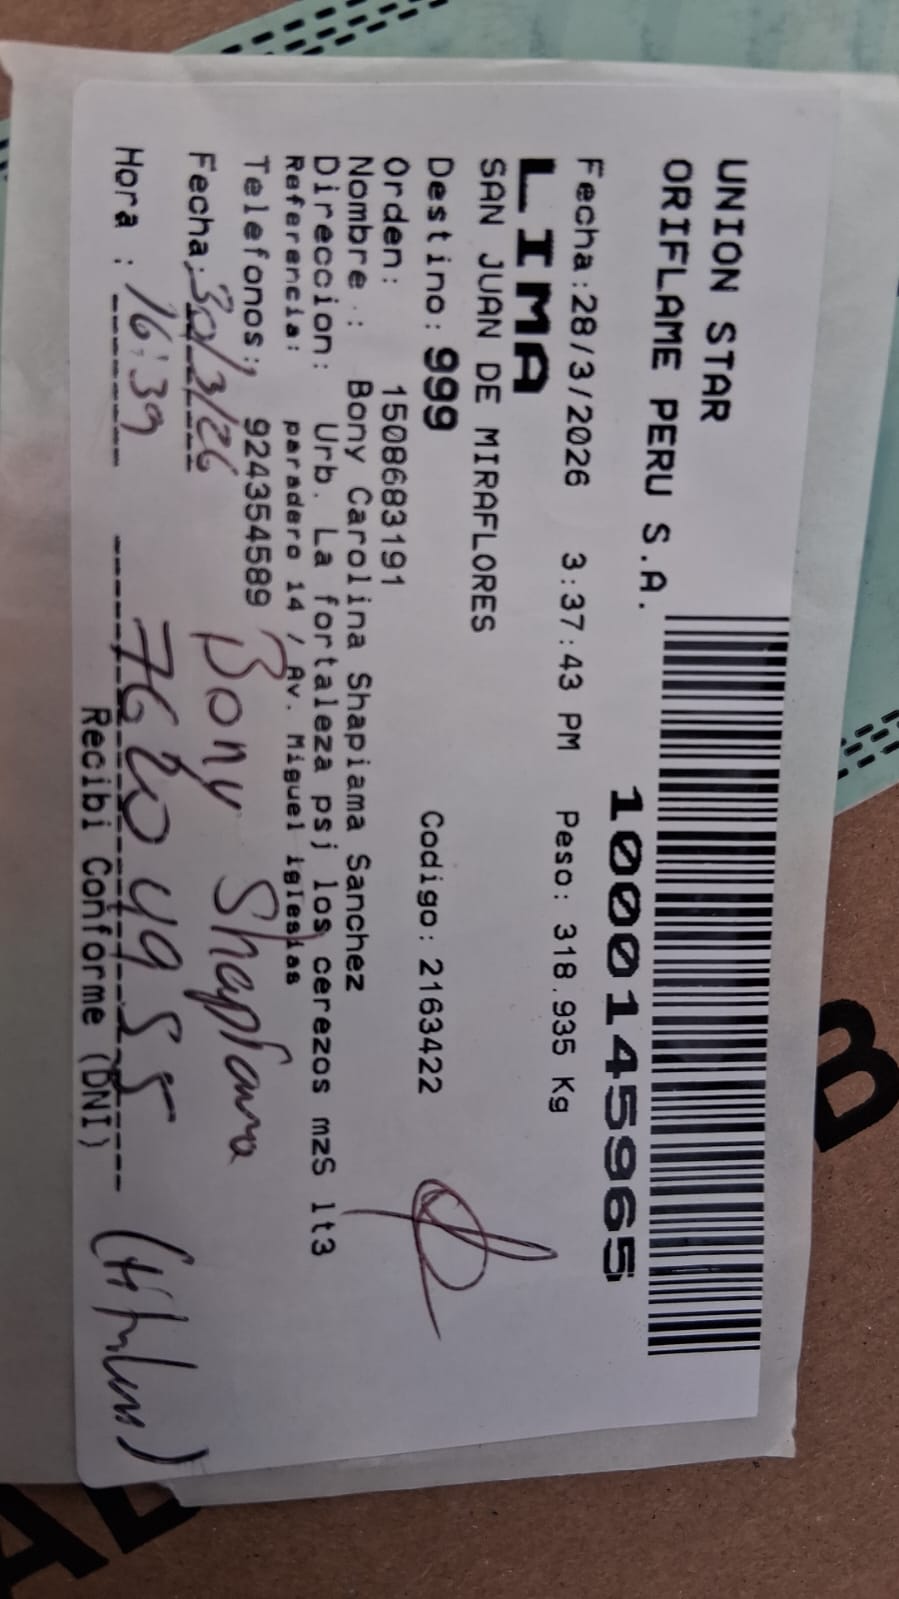 UNION STAR
ORIFLAME PERU S.A.
1000145965
Fecha:28/3/2026 3:37:43 PM Peso: 318.935 Kg
LIMA
SAN JUAN DE MIRAFLORES
Destino: 999 Codigo: 2163422
Orden: 1508683191
Nombre : Bony Carolina Shapiama Sanchez
Direccion: Urb. La fortaleza psj los cerezos mzS lt3
Referencia: paradero 14 / Av. Miguel iglesias
Telefonos: 924354589
Bony Shapiama
Fecha: 30/3/26
Hora : 16:39 76204955 (titular)
Recibi Conforme (DNI)